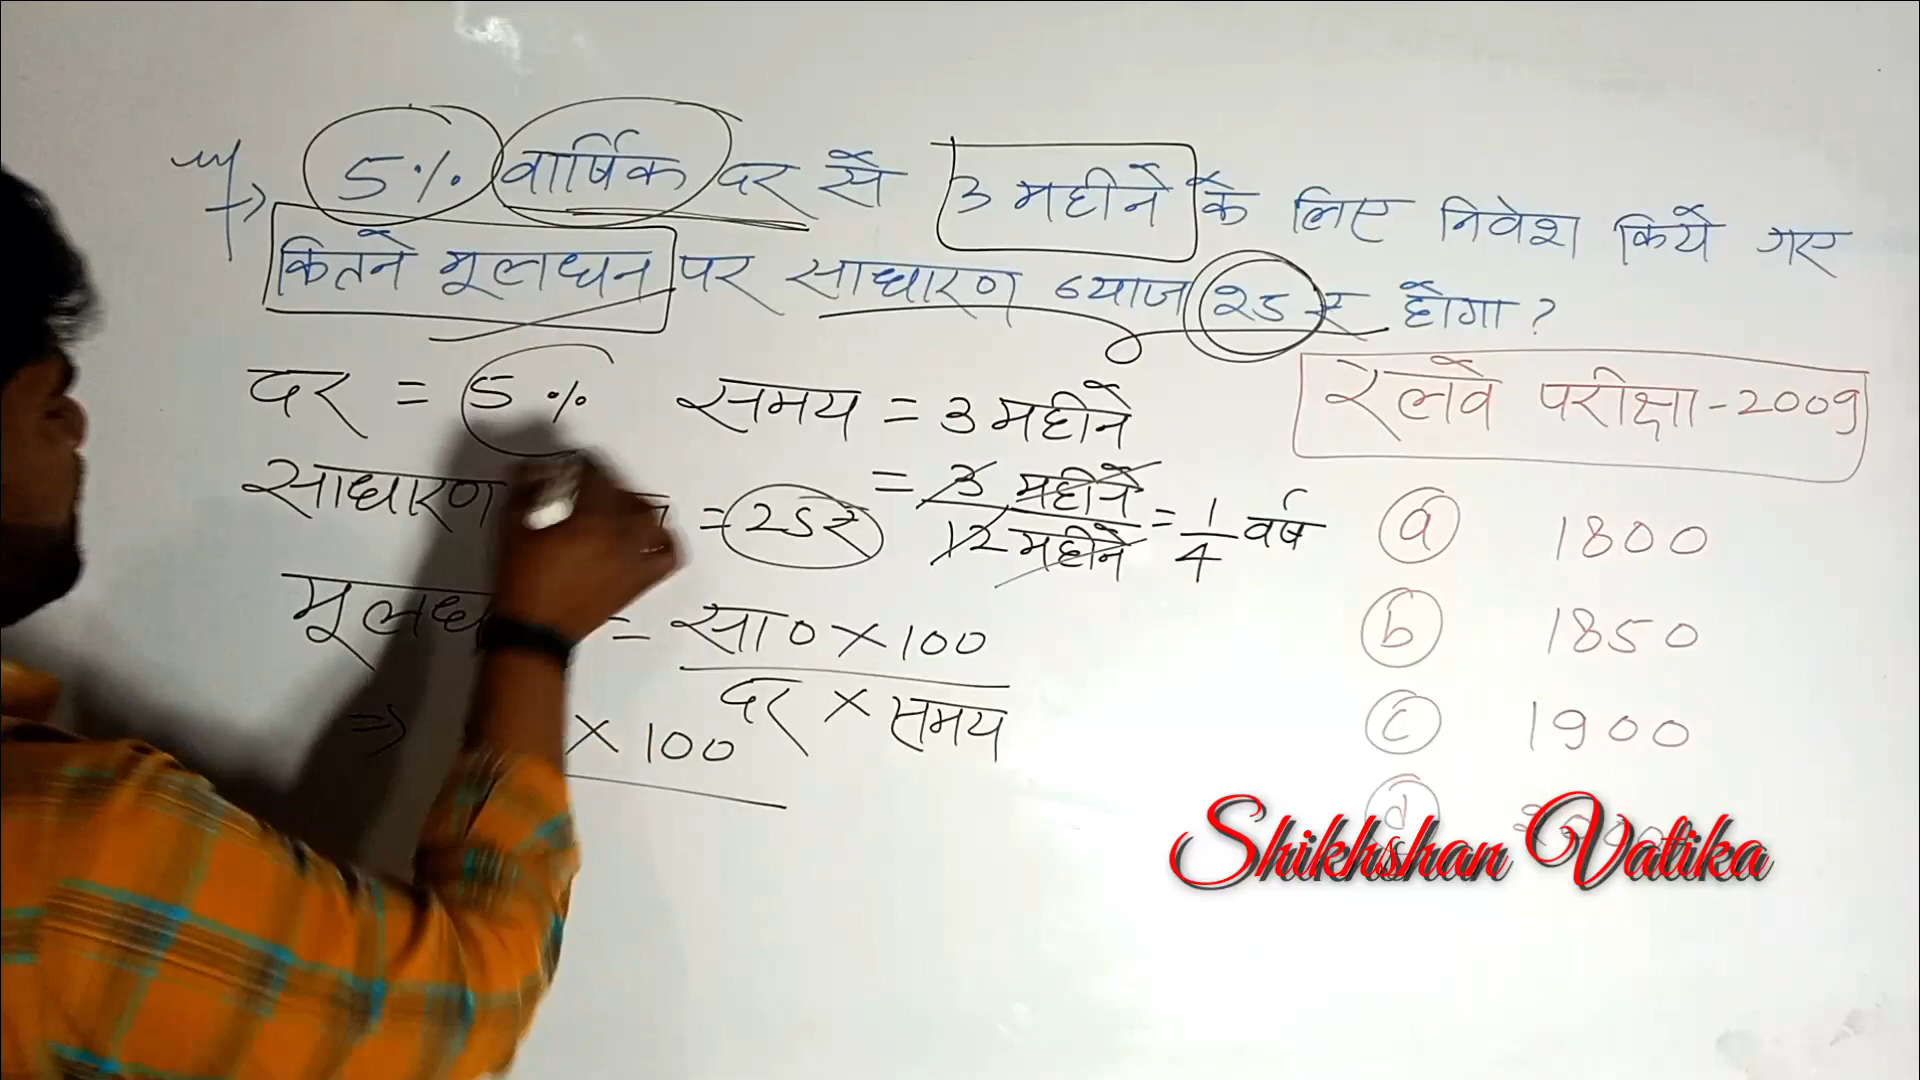 5% वार्षिक दर से 3 महीने के लिए निवेश किये गए
कितने मूलधन पर साधारण ब्याज 25₹ होगा?
रेलवे परीक्षा-2009
दर = 5% समय = 3 महीने
= 3 महीने
12 महीने
= 1/4 वर्ष
साधारण = 25₹
= सा० × 100
दर × समय
⇒ × 100
(a) 1800
(b) 1850
(c) 1900
(d)
Shikhshan Vatika